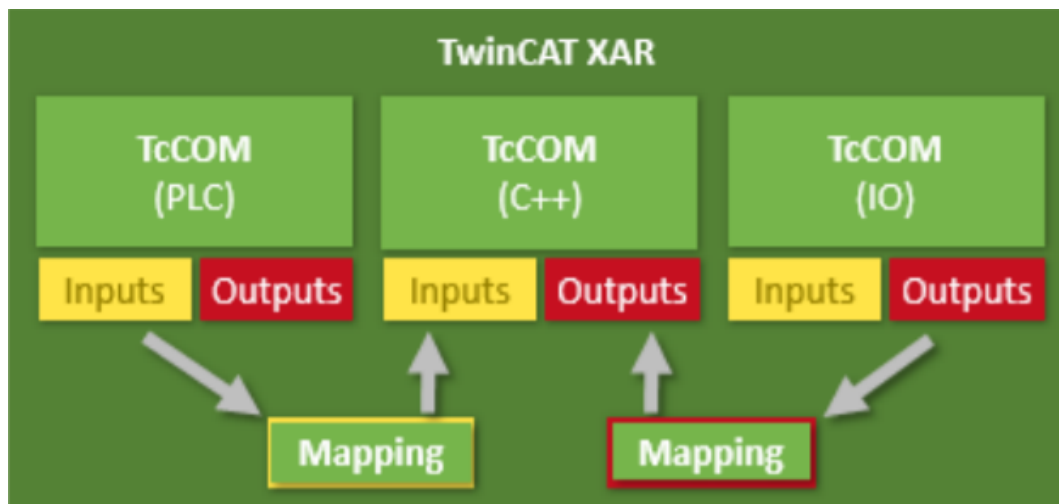 TwinCAT XAR
TcCOM
(PLC)
TcCOM
(C++)
TcCOM
(IO)
Inputs
Outputs
Inputs
Outputs
Inputs
Outputs
Mapping
Mapping